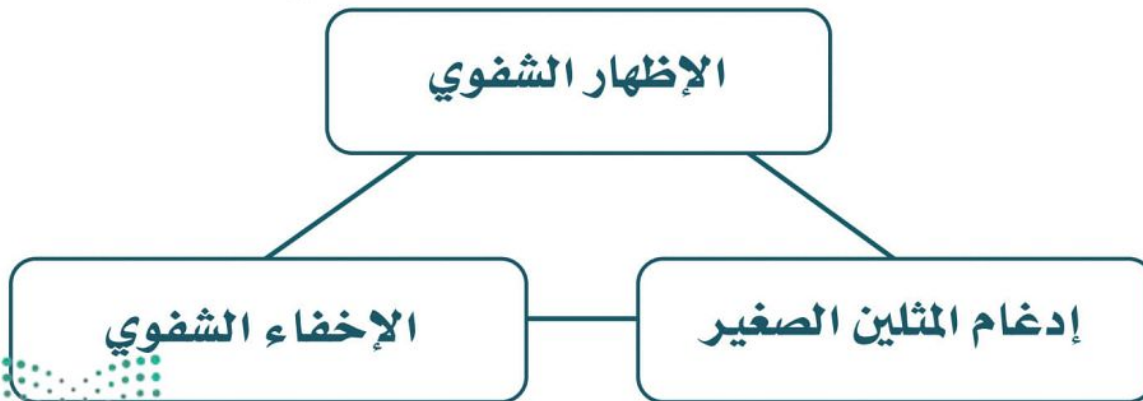 الإظهار الشفوي
إدغام المثلين الصغير
الإخفاء الشفوي